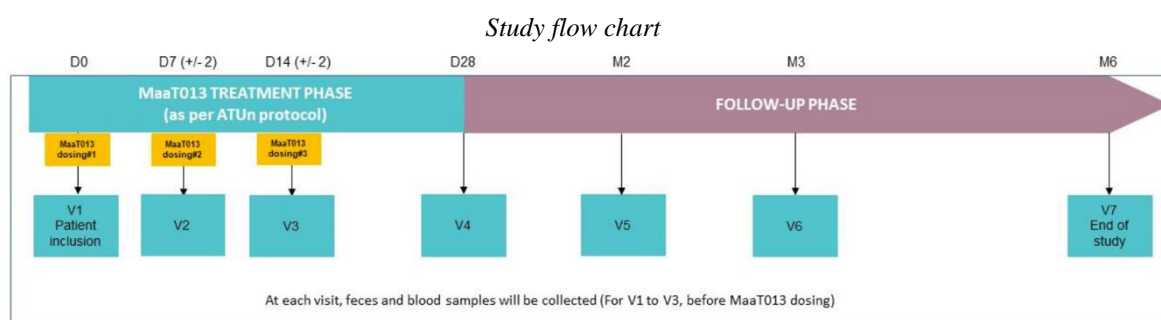 Study flow chart
D0 D7 (+/- 2) D14 (+/- 2) D28 M2 M3 M6
MaaT013 TREATMENT PHASE
(as per ATUn protocol)
FOLLOW-UP PHASE
MaaT013
dosing#1
MaaT013
dosing#2
MaaT013
dosing#3
V1
Patient
inclusion
V2
V3
V4
V5
V6
V7
End of
study
At each visit, feces and blood samples will be collected (For V1 to V3, before MaaT013 dosing)